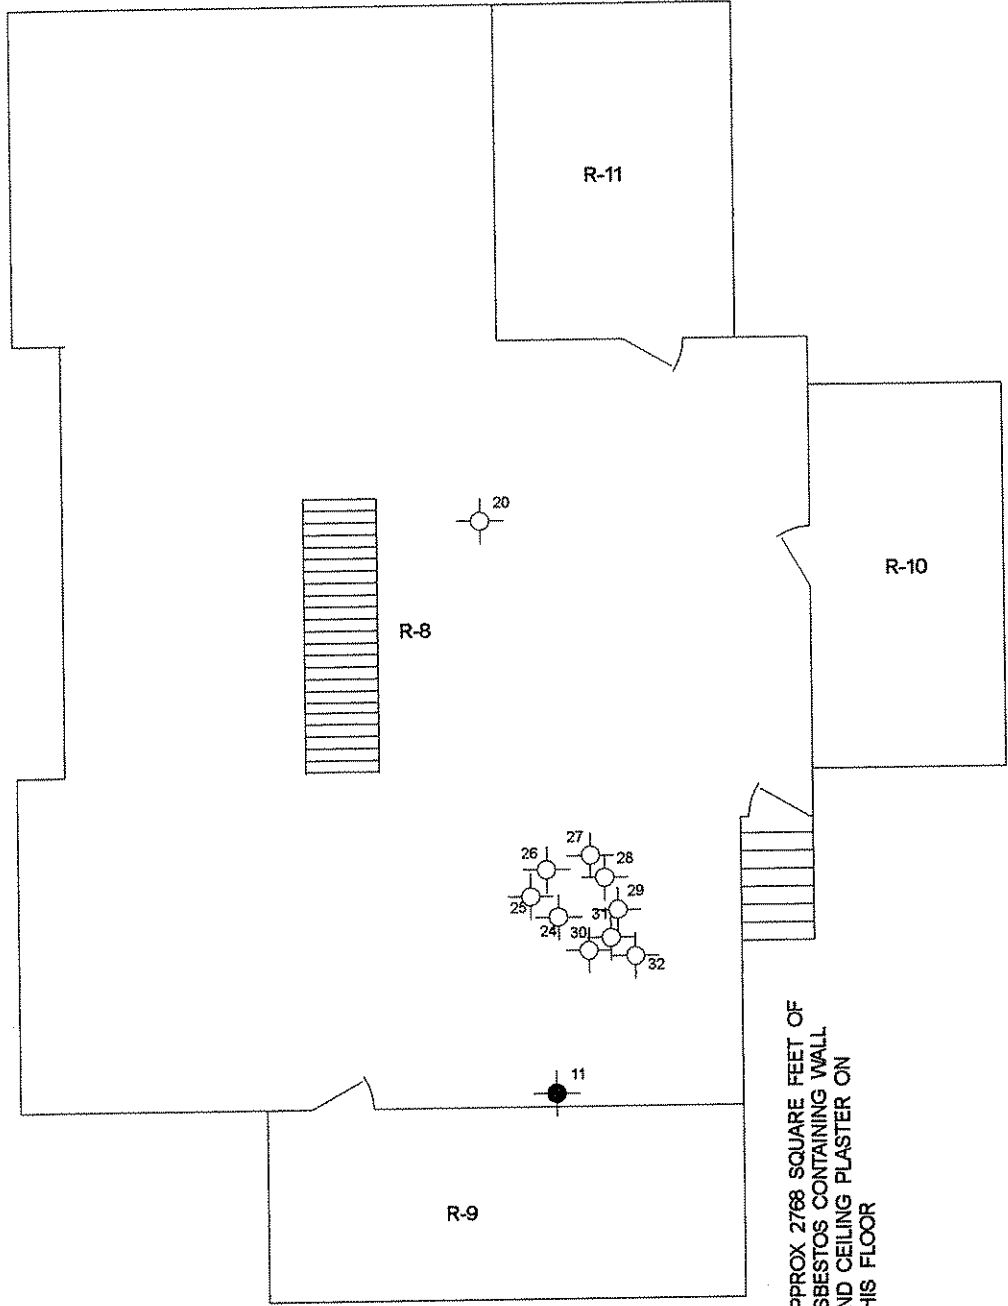 R-11
20
R-10
R-8
27
26
28
29
25
31
24
30
32
11
PPROX 2768 SQUARE FEET OF
SBESTOS CONTAINING WALL
ND CEILING PLASTER ON
HIS FLOOR
R-9